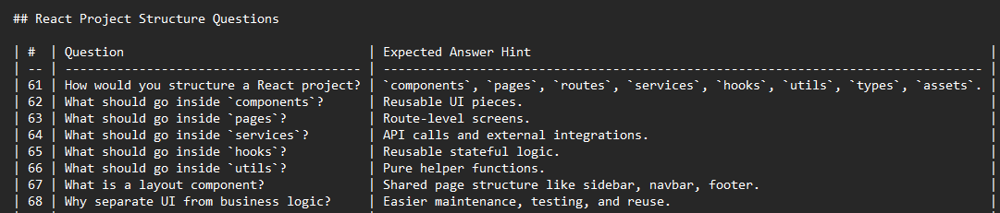 ## React Project Structure Questions
| # | Question | Expected Answer Hint |
| -- | --------------------------------------- | ---------------------------------------------------------------------------- |
| 61 | How would you structure a React project? | `components`, `pages`, `routes`, `services`, `hooks`, `utils`, `types`, `assets`. |
| 62 | What should go inside `components`? | Reusable UI pieces. |
| 63 | What should go inside `pages`? | Route-level screens. |
| 64 | What should go inside `services`? | API calls and external integrations. |
| 65 | What should go inside `hooks`? | Reusable stateful logic. |
| 66 | What should go inside `utils`? | Pure helper functions. |
| 67 | What is a layout component? | Shared page structure like sidebar, navbar, footer. |
| 68 | Why separate UI from business logic? | Easier maintenance, testing, and reuse. |